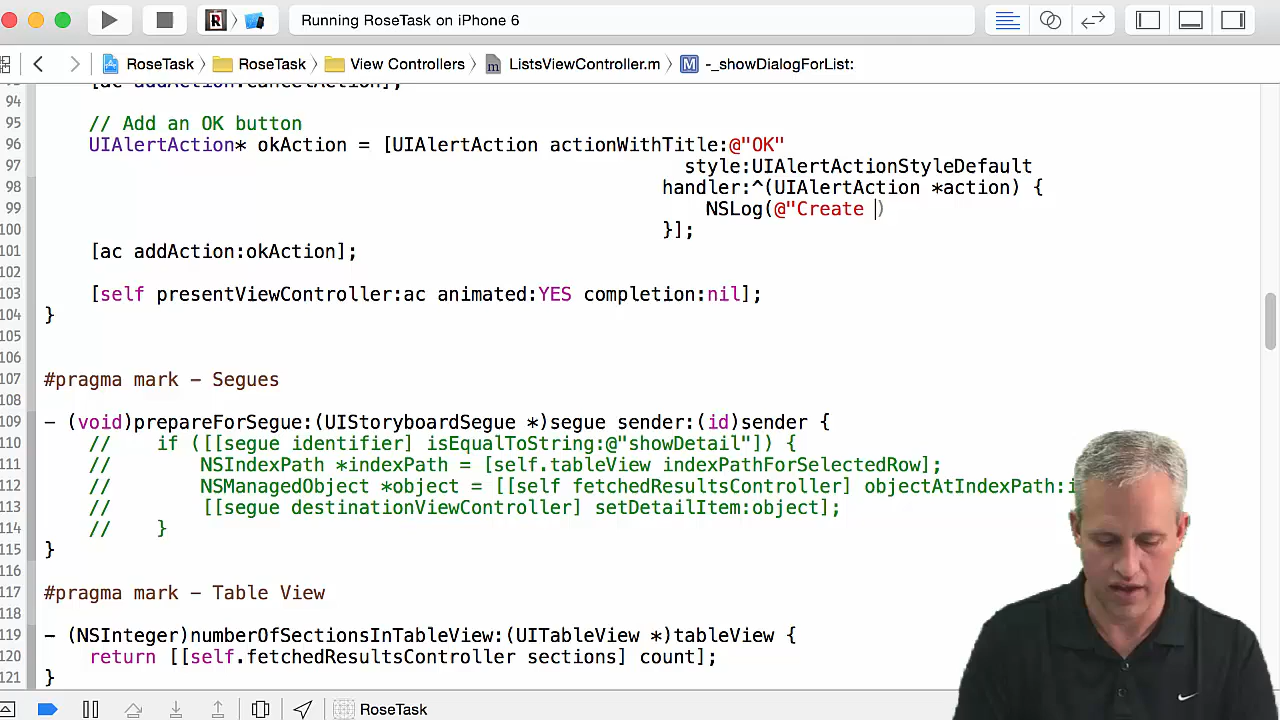 Running RoseTask on iPhone 6
RoseTask RoseTask View Controllers ListsViewController.m M -_showDialogForList:
[ac addAction:cancelAction];
94
95 // Add an OK button
96 UIAlertAction* okAction = [UIAlertAction actionWithTitle:@"OK"
97 style:UIAlertActionStyleDefault
98 handler:^(UIAlertAction *action) {
99 NSLog(@"Create )
100 }];
101 [ac addAction:okAction];
102
103 [self presentViewController:ac animated:YES completion:nil];
104 }
105
106
107 #pragma mark - Segues
108
109 - (void)prepareForSegue:(UIStoryboardSegue *)segue sender:(id)sender {
110 // if ([[segue identifier] isEqualToString:@"showDetail"]) {
111 // NSIndexPath *indexPath = [self.tableView indexPathForSelectedRow];
112 // NSManagedObject *object = [[self fetchedResultsController] objectAtIndexPath:i
113 // [[segue destinationViewController] setDetailItem:object];
114 // }
115 }
116
117 #pragma mark - Table View
118
119 - (NSInteger)numberOfSectionsInTableView:(UITableView *)tableView {
120 return [[self.fetchedResultsController sections] count];
121 }
RoseTask